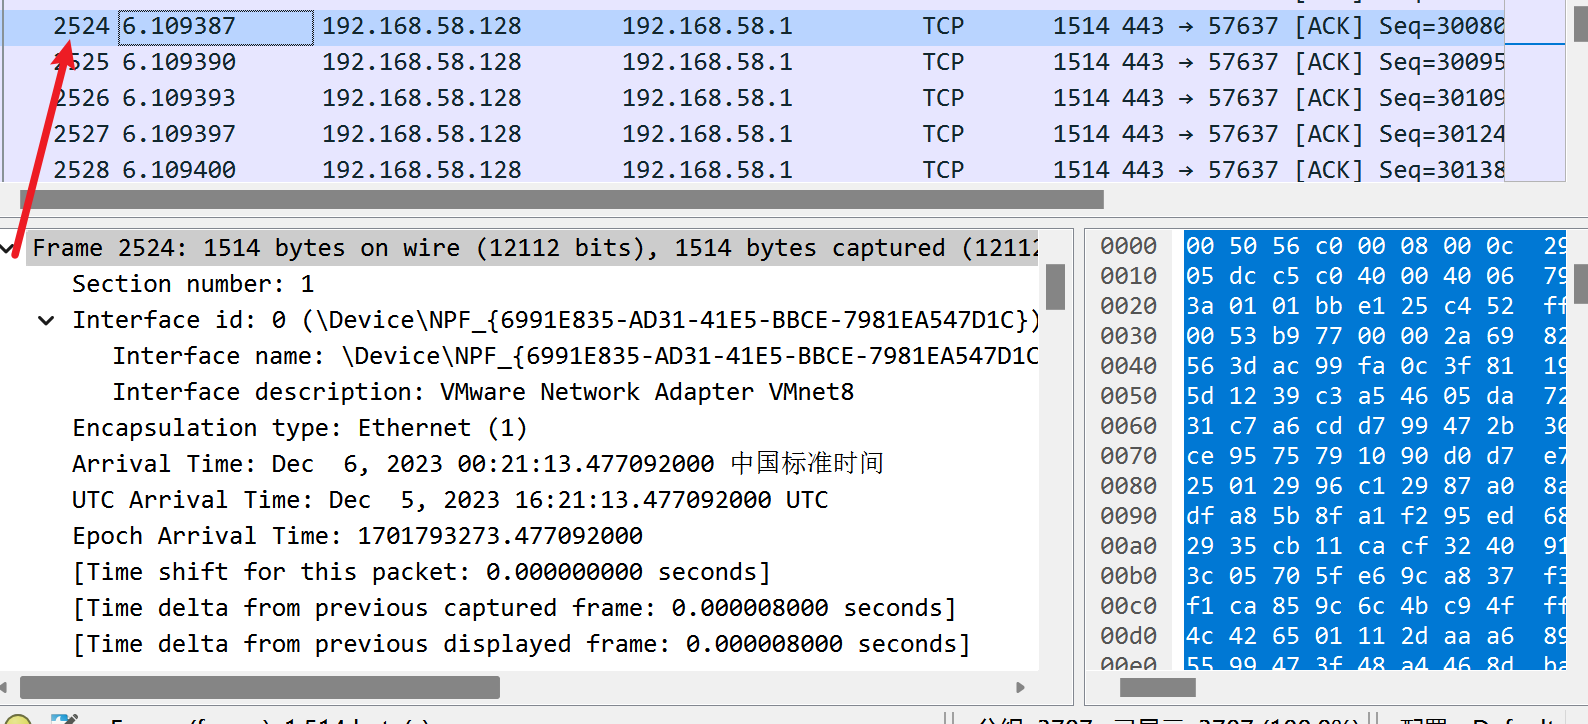 2524 6.109387 192.168.58.128 192.168.58.1 TCP 1514 443 → 57637 [ACK] Seq=30080
2525 6.109390 192.168.58.128 192.168.58.1 TCP 1514 443 → 57637 [ACK] Seq=30095
2526 6.109393 192.168.58.128 192.168.58.1 TCP 1514 443 → 57637 [ACK] Seq=30109
2527 6.109397 192.168.58.128 192.168.58.1 TCP 1514 443 → 57637 [ACK] Seq=30124
2528 6.109400 192.168.58.128 192.168.58.1 TCP 1514 443 → 57637 [ACK] Seq=30138
Frame 2524: 1514 bytes on wire (12112 bits), 1514 bytes captured (12112
Section number: 1
Interface id: 0 (\Device\NPF_{6991E835-AD31-41E5-BBCE-7981EA547D1C})
Interface name: \Device\NPF_{6991E835-AD31-41E5-BBCE-7981EA547D1C
Interface description: VMware Network Adapter VMnet8
Encapsulation type: Ethernet (1)
Arrival Time: Dec  6, 2023 00:21:13.477092000 中国标准时间
UTC Arrival Time: Dec  5, 2023 16:21:13.477092000 UTC
Epoch Arrival Time: 1701793273.477092000
[Time shift for this packet: 0.000000000 seconds]
[Time delta from previous captured frame: 0.000008000 seconds]
[Time delta from previous displayed frame: 0.000008000 seconds]
0000 00 50 56 c0 00 08 00 0c 29
0010 05 dc c5 c0 40 00 40 06 79
0020 3a 01 01 bb e1 25 c4 52 ff
0030 00 53 b9 77 00 00 2a 69 82
0040 56 3d ac 99 fa 0c 3f 81 19
0050 5d 12 39 c3 a5 46 05 da 72
0060 31 c7 a6 cd d7 99 47 2b 30
0070 ce 95 75 79 10 90 d0 d7 e7
0080 25 01 29 96 c1 29 87 a0 8a
0090 df a8 5b 8f a1 f2 95 ed 68
00a0 29 35 cb 11 ca cf 32 40 91
00b0 3c 05 70 5f e6 9c a8 37 f3
00c0 f1 ca 85 9c 6c 4b c9 4f ff
00d0 4c 42 65 01 11 2d aa a6 89
00e0 55 99 47 3f 48 a4 46 8d ba